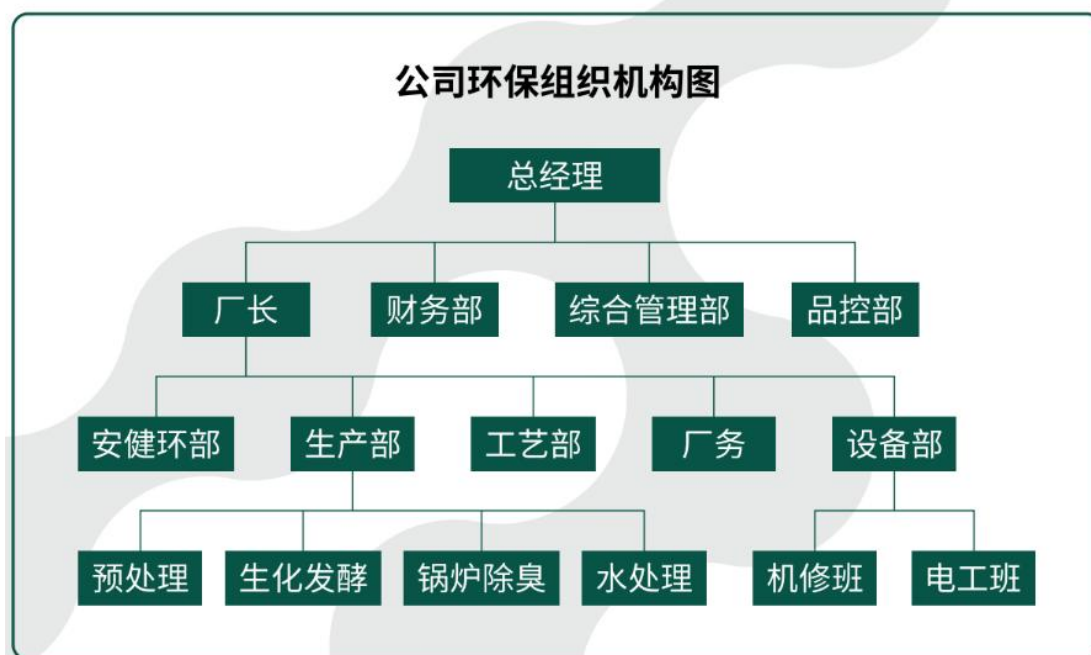 公司环保组织机构图
总经理
厂长 财务部 综合管理部 品控部
安健环部 生产部 工艺部 厂务 设备部
预处理 生化发酵 锅炉除臭 水处理 机修班 电工班